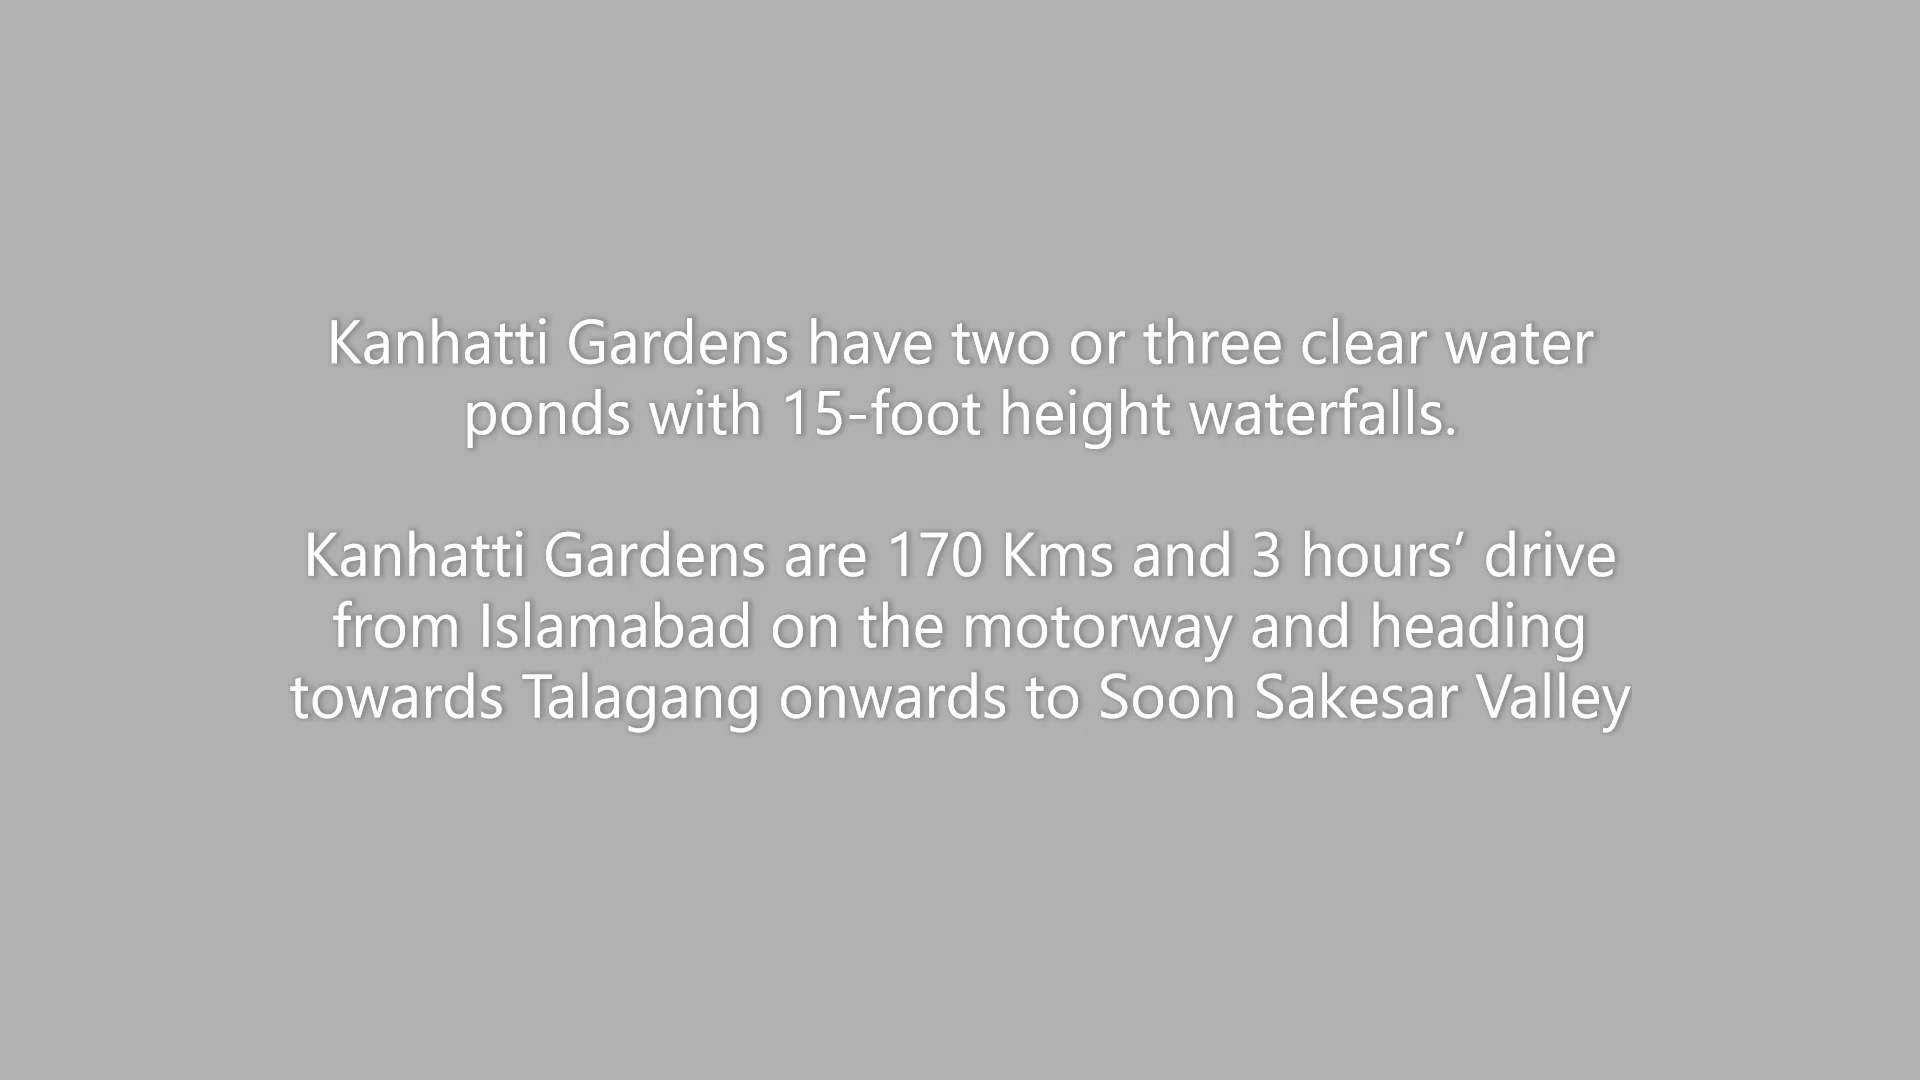 Kanhatti Gardens have two or three clear water
ponds with 15-foot height waterfalls.
Kanhatti Gardens are 170 Kms and 3 hours’ drive
from Islamabad on the motorway and heading
towards Talagang onwards to Soon Sakesar Valley